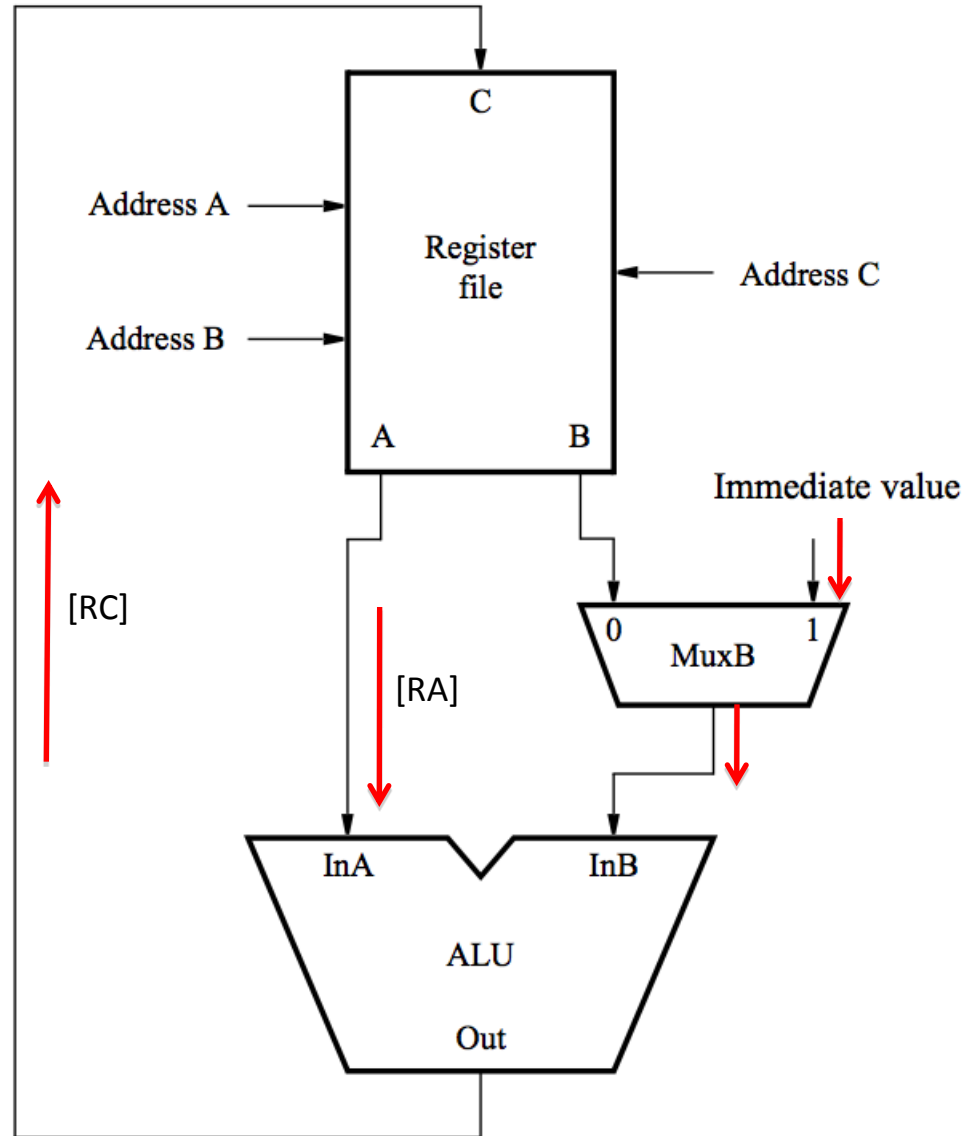 C
Address A
Register
file
Address C
Address B
A
B
Immediate value
[RC]
0
1
MuxB
[RA]
InA
InB
ALU
Out